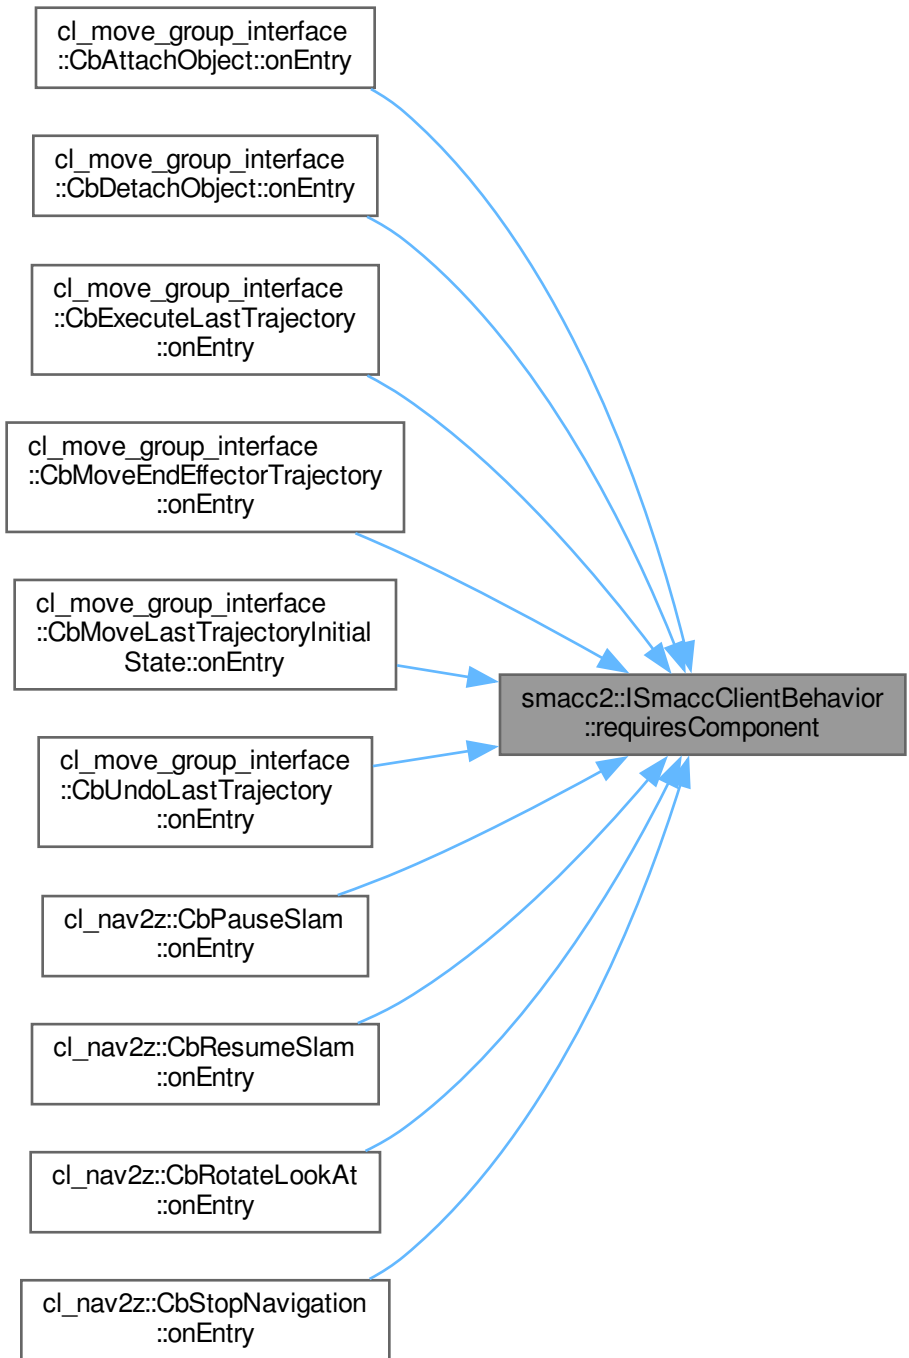 cl_move_group_interface
::CbAttachObject::onEntry
cl_move_group_interface
::CbDetachObject::onEntry
cl_move_group_interface
::CbExecuteLastTrajectory
::onEntry
cl_move_group_interface
::CbMoveEndEffectorTrajectory
::onEntry
cl_move_group_interface
::CbMoveLastTrajectoryInitial
State::onEntry
smacc2::ISmaccClientBehavior
::requiresComponent
cl_move_group_interface
::CbUndoLastTrajectory
::onEntry
cl_nav2z::CbPauseSlam
::onEntry
cl_nav2z::CbResumeSlam
::onEntry
cl_nav2z::CbRotateLookAt
::onEntry
cl_nav2z::CbStopNavigation
::onEntry